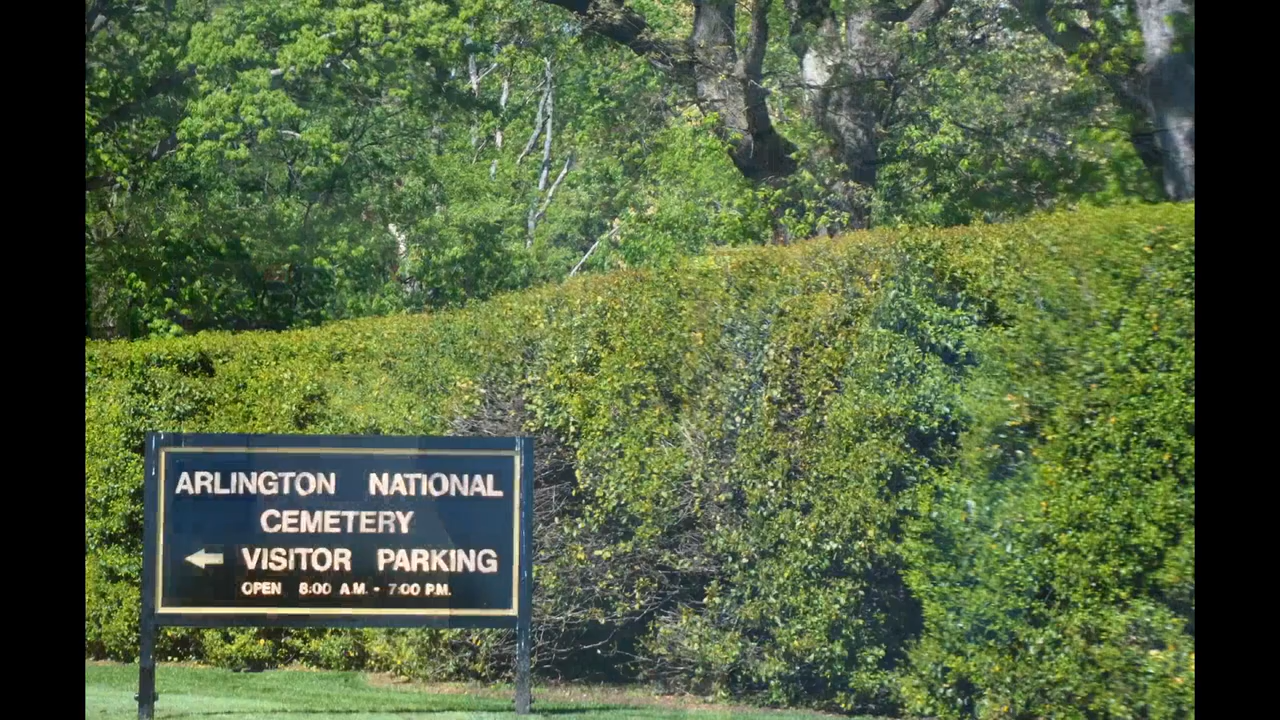 ARLINGTON NATIONAL
CEMETERY
VISITOR PARKING
OPEN 8:00 A.M. - 7:00 P.M.